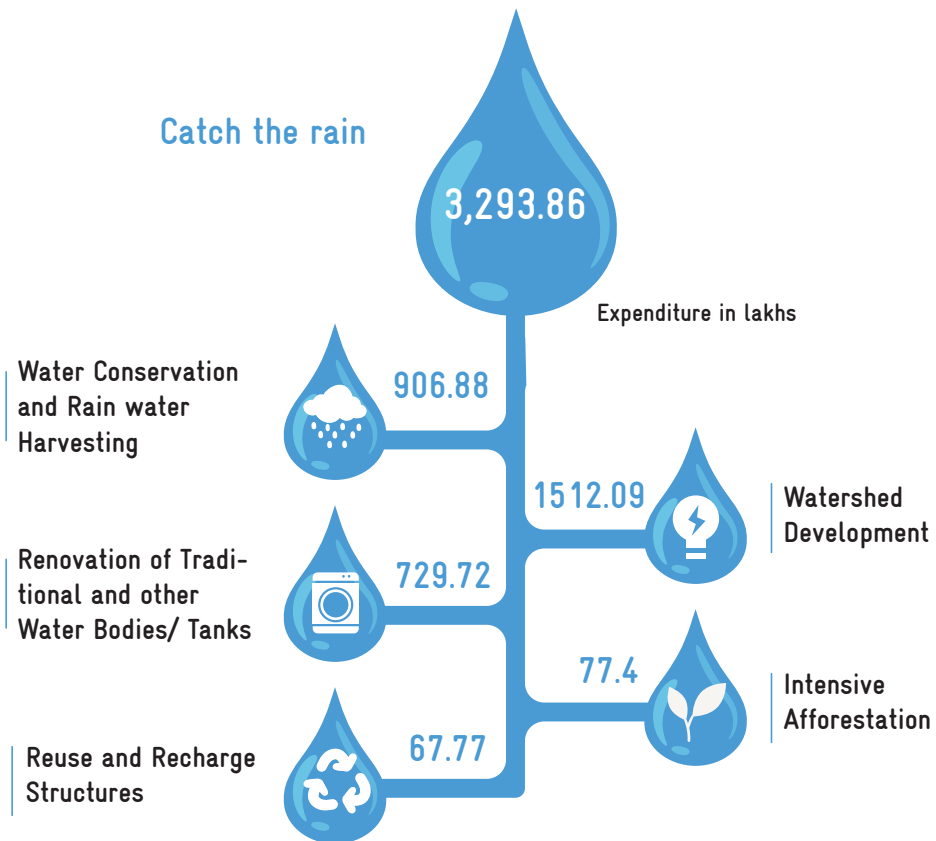 Catch the rain
3,293.86
Expenditure in lakhs
Water Conservation
and Rain water
Harvesting
906.88
1512.09
Watershed
Development
Renovation of Tradi-
tional and other
Water Bodies/ Tanks
729.72
77.4
Intensive
Afforestation
Reuse and Recharge
Structures
67.77